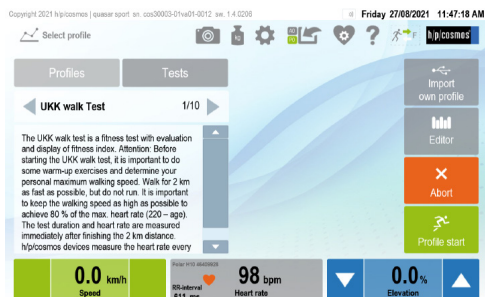 Copyright 2021 h/p/cosmos | quasar sport sn. cos30003-01va01-0012 sw. 1.4.0206
Friday 27/08/2021 11:47:18 AM
Select profile
kg
?
F
h/p/cosmos
Profiles
Tests
UKK walk Test
1/10
The UKK walk test is a fitness test with evaluation
and display of fitness index. Attention: Before
starting the UKK walk test, it is important to do
some warm-up exercises and determine your
personal maximum walking speed. Walk for 2 km
as fast as possible, but do not run. It is important
to keep the walking speed as high as possible to
achieve 80 % of the max. heart rate (220 – age).
The test duration and heart rate are measured
immediately after finishing the 2 km distance.
h/p/cosmos devices measure the heart rate every
Import
own profile
Editor
Abort
Profile start
0.0 km/h
Speed
Polar H10
RR-interval
611 ms
98 bpm
Heart rate
0.0 %
Elevation